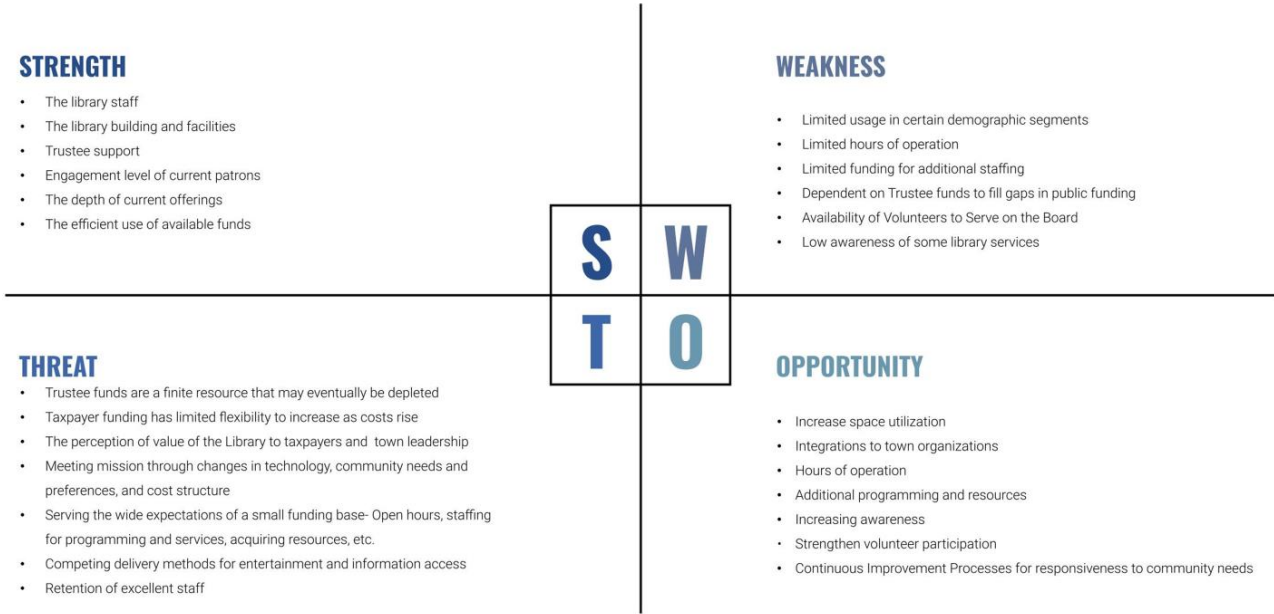 STRENGTH
• The library staff
• The library building and facilities
• Trustee support
• Engagement level of current patrons
• The depth of current offerings
• The efficient use of available funds
WEAKNESS
• Limited usage in certain demographic segments
• Limited hours of operation
• Limited funding for additional staffing
• Dependent on Trustee funds to fill gaps in public funding
• Availability of Volunteers to Serve on the Board
• Low awareness of some library services
S W
T O
THREAT
• Trustee funds are a finite resource that may eventually be depleted
• Taxpayer funding has limited flexibility to increase as costs rise
• The perception of value of the Library to taxpayers and town leadership
• Meeting mission through changes in technology, community needs and
preferences, and cost structure
• Serving the wide expectations of a small funding base- Open hours, staffing
for programming and services, acquiring resources, etc.
• Competing delivery methods for entertainment and information access
• Retention of excellent staff
OPPORTUNITY
• Increase space utilization
• Integrations to town organizations
• Hours of operation
• Additional programming and resources
• Increasing awareness
• Strengthen volunteer participation
• Continuous Improvement Processes for responsiveness to community needs